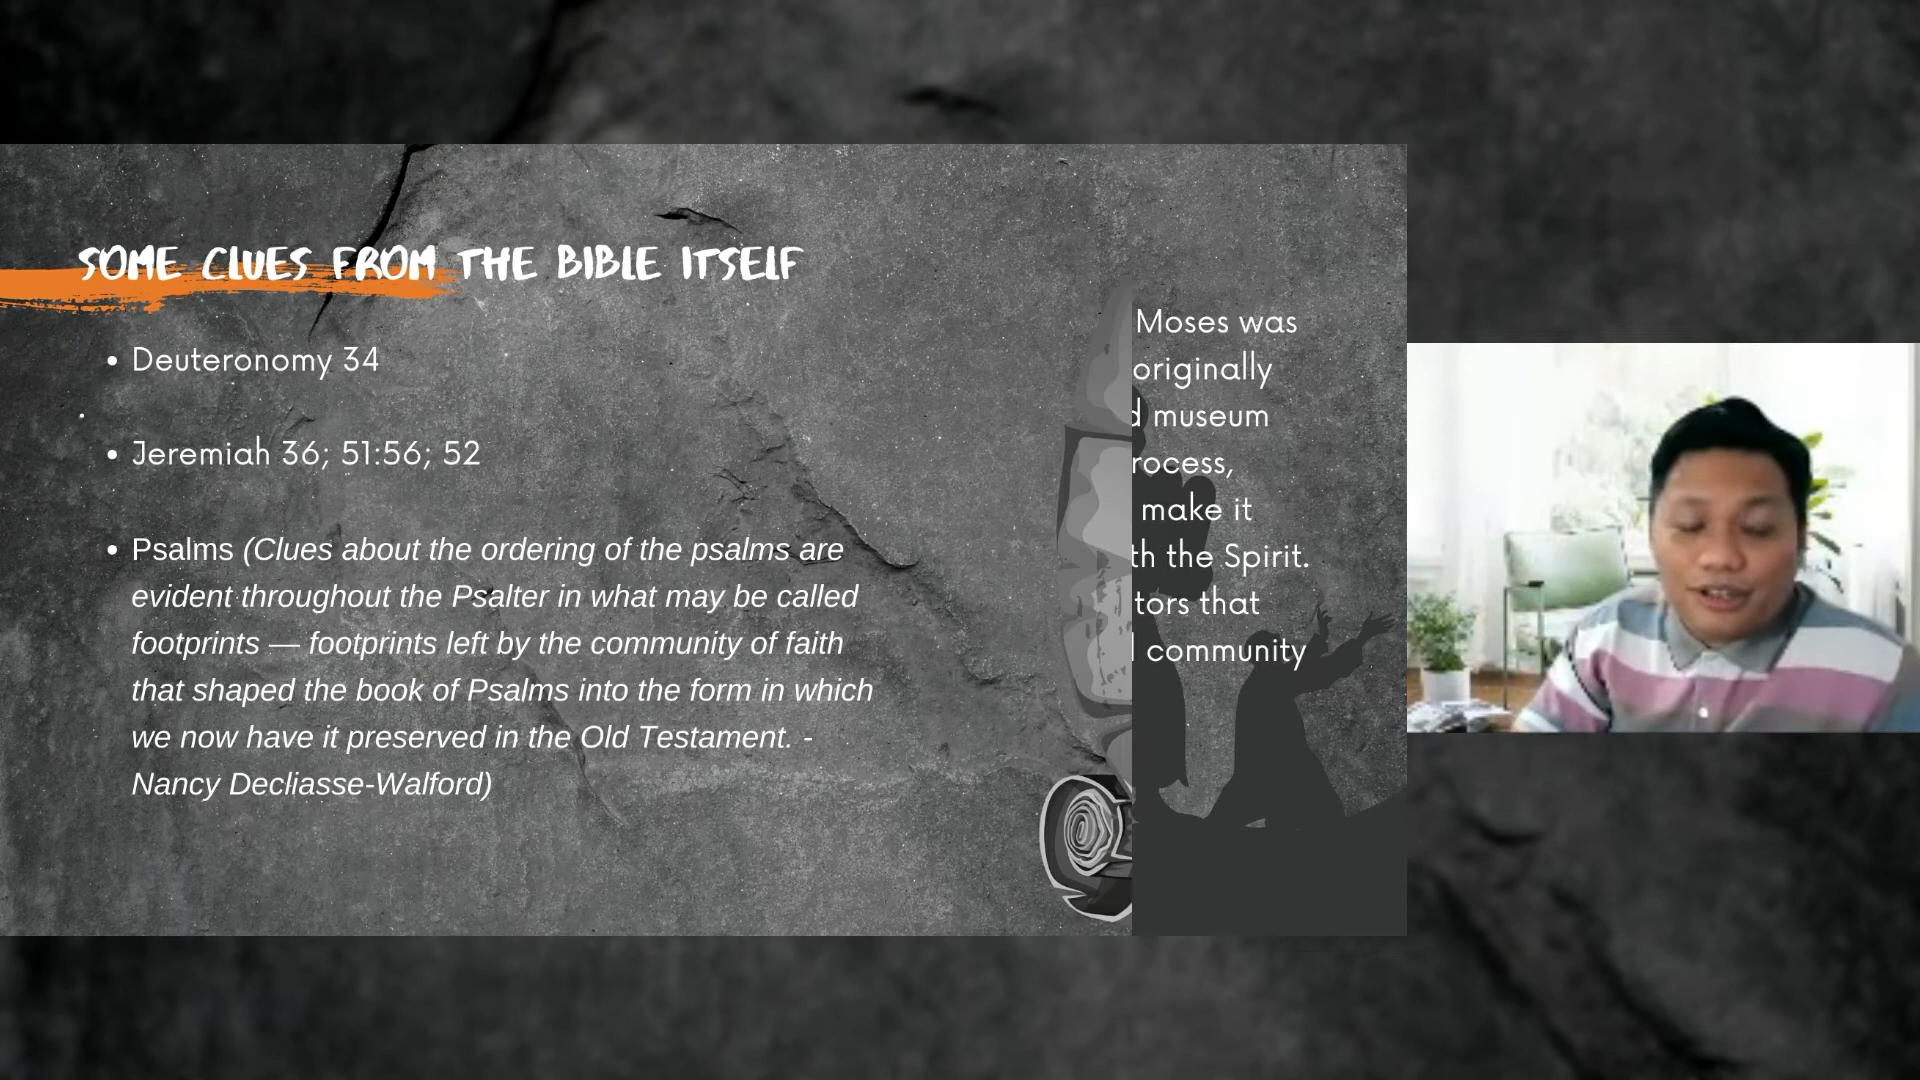 SOME CLUES FROM THE BIBLE ITSELF
Deuteronomy 34
Jeremiah 36; 51:56; 52
Psalms (Clues about the ordering of the psalms are
evident throughout the Psalter in what may be called
footprints — footprints left by the community of faith
that shaped the book of Psalms into the form in which
we now have it preserved in the Old Testament. -
Nancy Decliasse-Walford)
Moses was
originally
museum
make it
the Spirit.
that
community